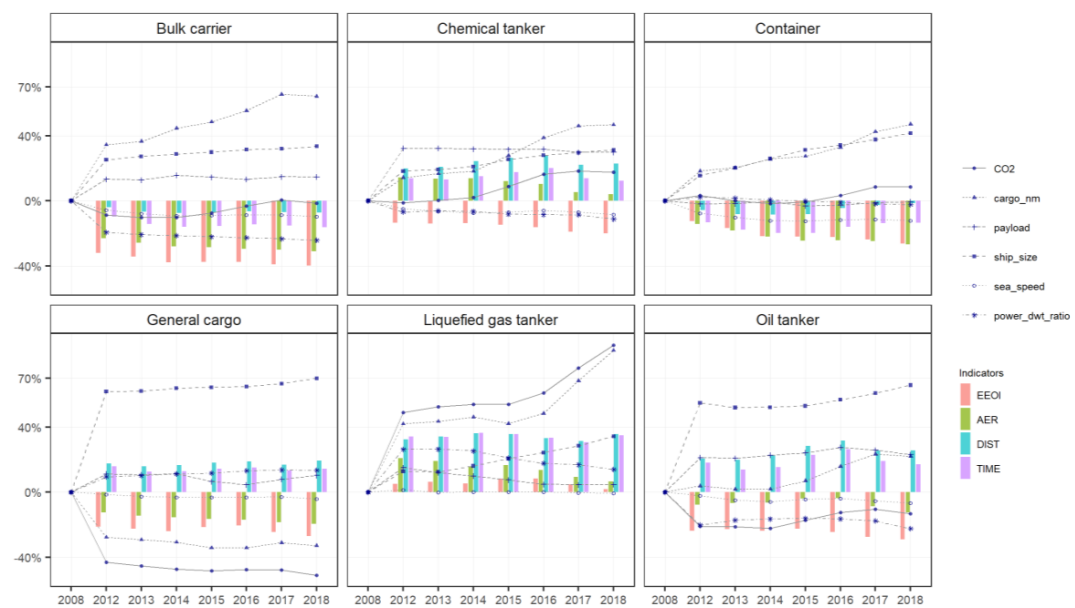 Bulk carrier
Chemical tanker
Container
70%
40%
0%
-40%
General cargo
Liquefied gas tanker
Oil tanker
70%
40%
0%
-40%
2008 2012 2013 2014 2015 2016 2017 2018
2008 2012 2013 2014 2015 2016 2017 2018
2008 2012 2013 2014 2015 2016 2017 2018
CO2
cargo_nm
payload
ship_size
sea_speed
power_dwt_ratio
Indicators
EEOI
AER
DIST
TIME